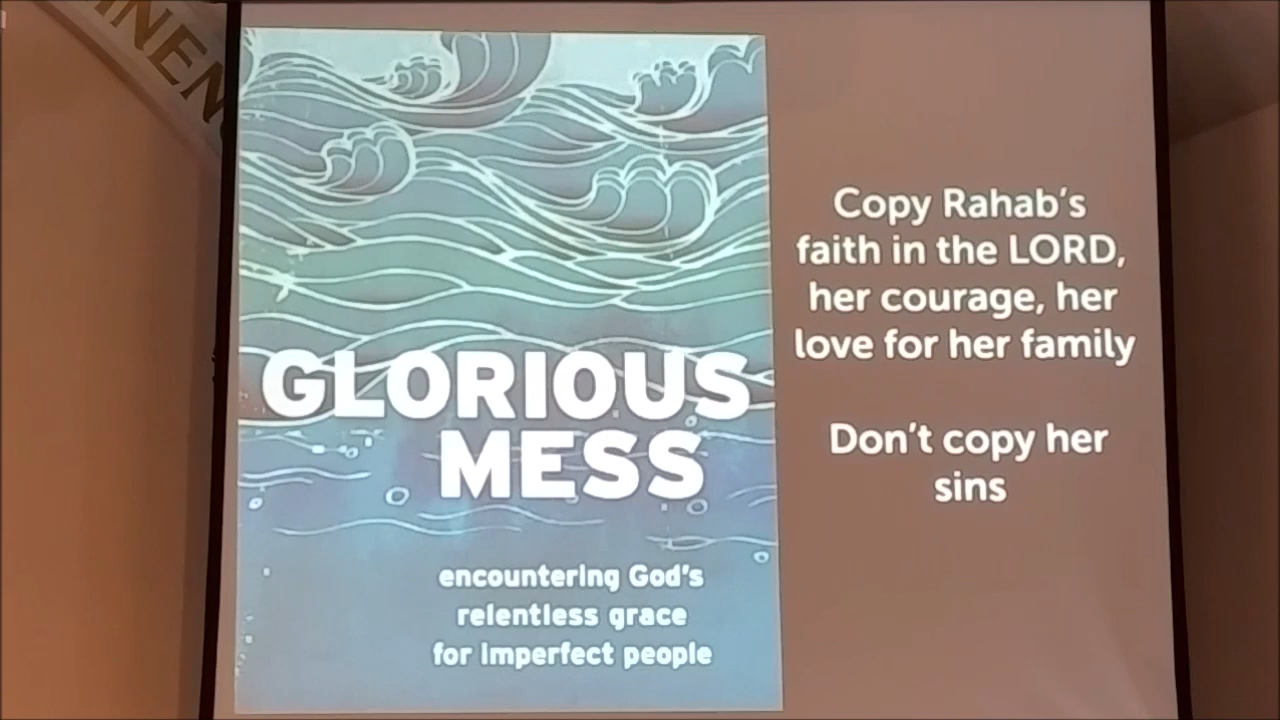 GLORIOUS
MESS
encountering God's
relentless grace
for imperfect people
Copy Rahab's
faith in the LORD,
her courage, her
love for her family
Don't copy her
sins